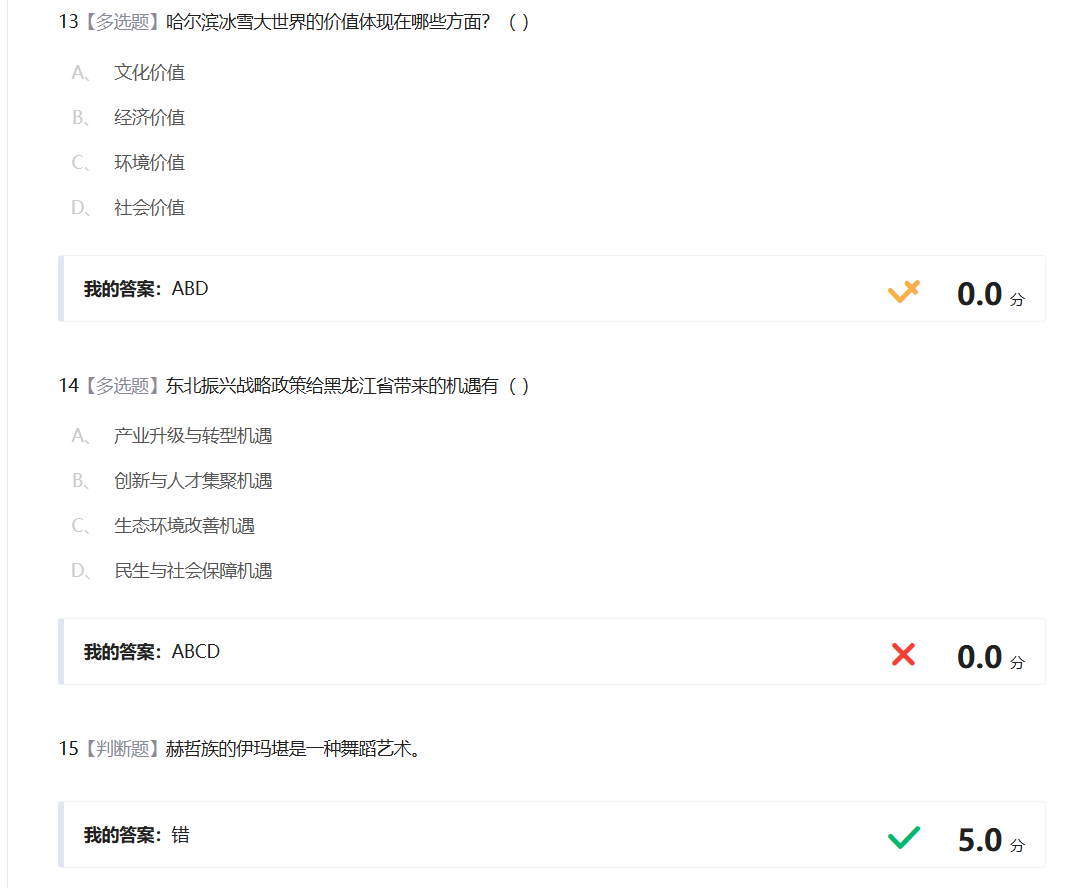 13【多选题】哈尔滨冰雪大世界的价值体现在哪些方面？（ ）
A、 文化价值
B、 经济价值
C、 环境价值
D、 社会价值
我的答案：ABD 0.0 分
14【多选题】东北振兴战略政策给黑龙江省带来的机遇有（ ）
A、 产业升级与转型机遇
B、 创新与人才集聚机遇
C、 生态环境改善机遇
D、 民生与社会保障机遇
我的答案：ABCD 0.0 分
15【判断题】赫哲族的伊玛堪是一种舞蹈艺术。
我的答案：错 5.0 分